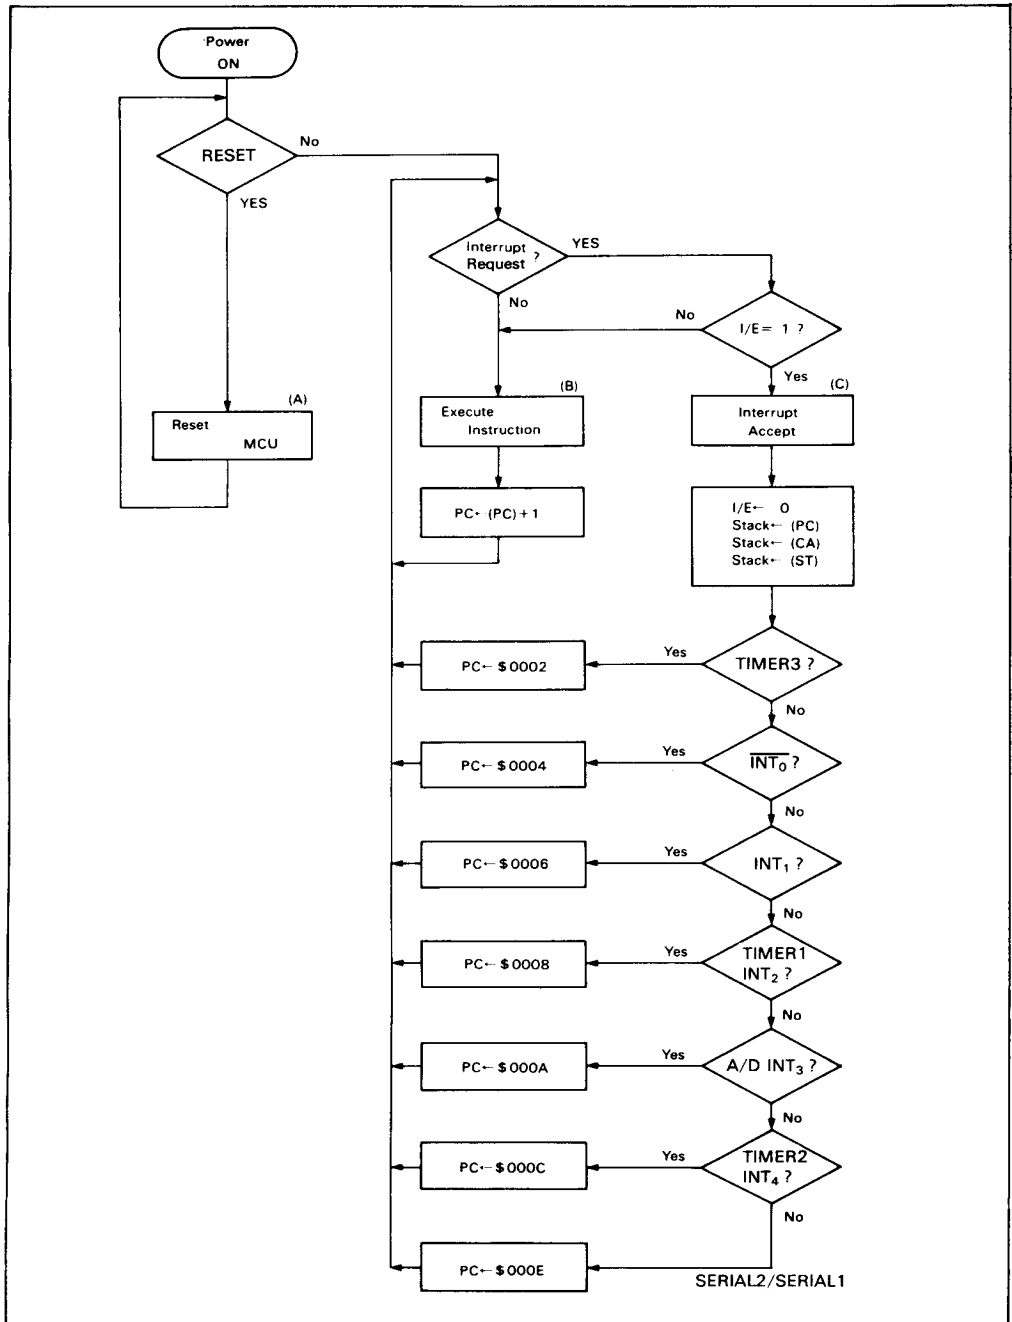 Power
ON
RESET
No
YES
Interrupt
Request ?
YES
No
I/E= 1 ?
No
Yes
(A)
Reset
MCU
(B)
Execute
Instruction
(C)
Interrupt
Accept
PC← (PC) + 1
I/E← 0
Stack← (PC)
Stack← (CA)
Stack← (ST)
PC← $0002
Yes
TIMER3 ?
No
PC← $0004
Yes
I̅N̅T̅₀̅ ?
No
PC← $0006
Yes
INT₁ ?
No
PC← $0008
Yes
TIMER1
INT₂ ?
No
PC← $000A
Yes
A/D INT₃ ?
No
PC← $000C
Yes
TIMER2
INT₄ ?
No
PC← $000E
SERIAL2/SERIAL1